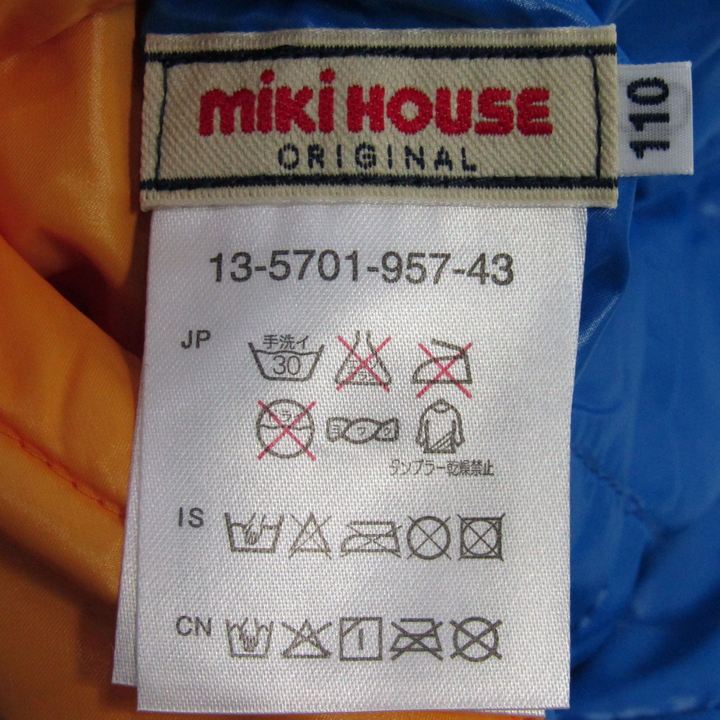 miki HOUSE
ORIGINAL
110
13-5701-957-43
JP
手洗イ
30
タンブラー乾燥禁止
IS
CN